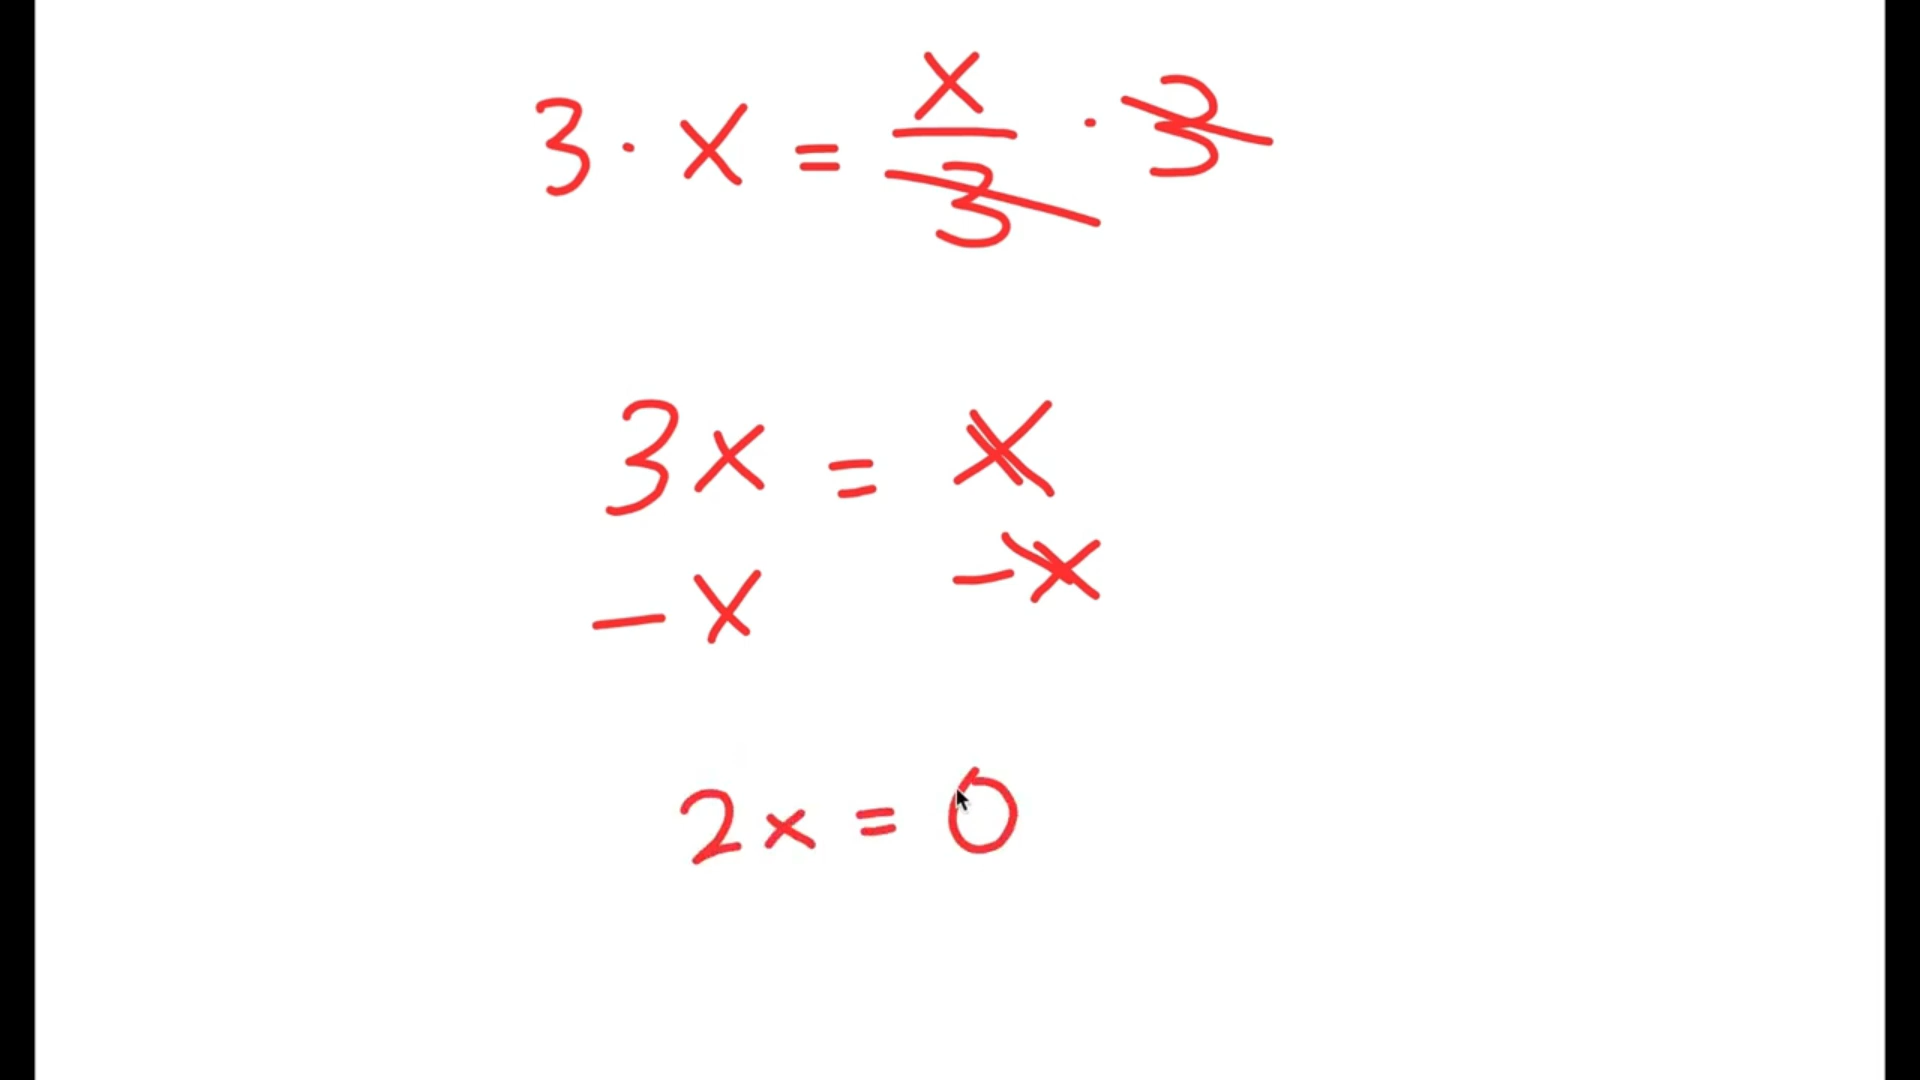 3 · x = x/3 · 3
3x = x
- x - x
2x = 0